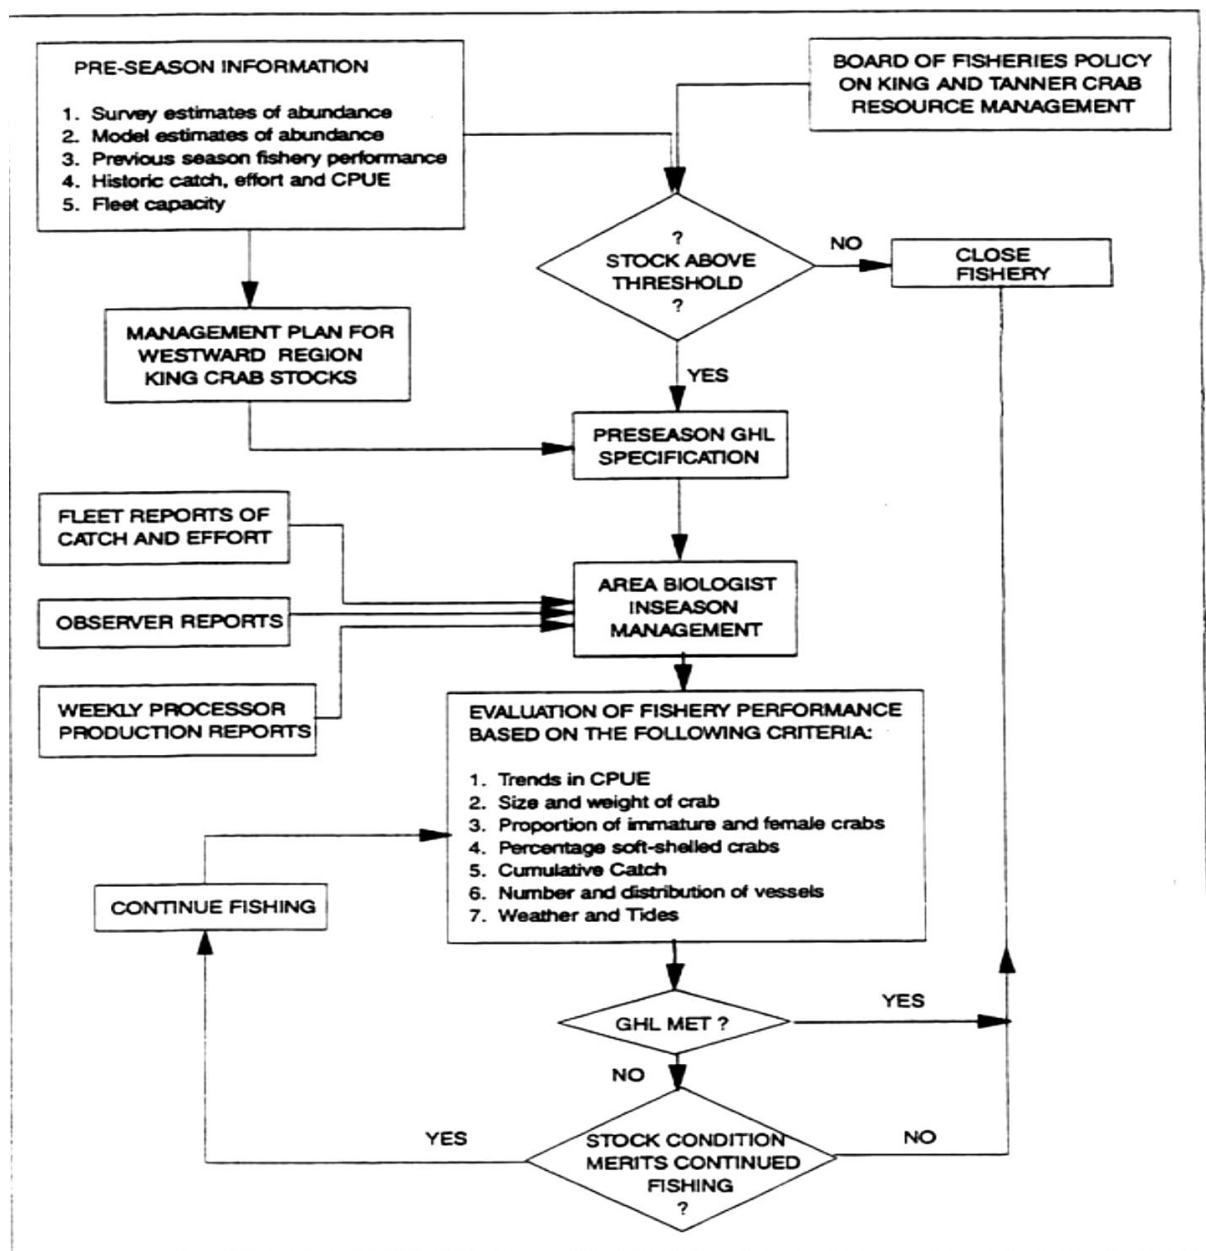 PRE-SEASON INFORMATION
1. Survey estimates of abundance
2. Model estimates of abundance
3. Previous season fishery performance
4. Historic catch, effort and CPUE
5. Fleet capacity
BOARD OF FISHERIES POLICY
ON KING AND TANNER CRAB
RESOURCE MANAGEMENT
?
STOCK ABOVE
THRESHOLD
?
NO
CLOSE
FISHERY
MANAGEMENT PLAN FOR
WESTWARD REGION
KING CRAB STOCKS
YES
PRESEASON GHL
SPECIFICATION
FLEET REPORTS OF
CATCH AND EFFORT
OBSERVER REPORTS
WEEKLY PROCESSOR
PRODUCTION REPORTS
AREA BIOLOGIST
INSEASON
MANAGEMENT
EVALUATION OF FISHERY PERFORMANCE
BASED ON THE FOLLOWING CRITERIA:
1. Trends in CPUE
2. Size and weight of crab
3. Proportion of immature and female crabs
4. Percentage soft-shelled crabs
5. Cumulative Catch
6. Number and distribution of vessels
7. Weather and Tides
CONTINUE FISHING
GHL MET ?
YES
NO
YES
STOCK CONDITION
MERITS CONTINUED
FISHING
?
NO